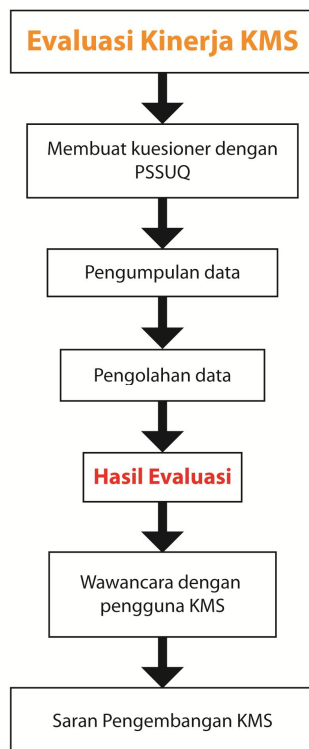 Evaluasi Kinerja KMS
Membuat kuesioner dengan
PSSUQ
Pengumpulan data
Pengolahan data
Hasil Evaluasi
Wawancara dengan
pengguna KMS
Saran Pengembangan KMS